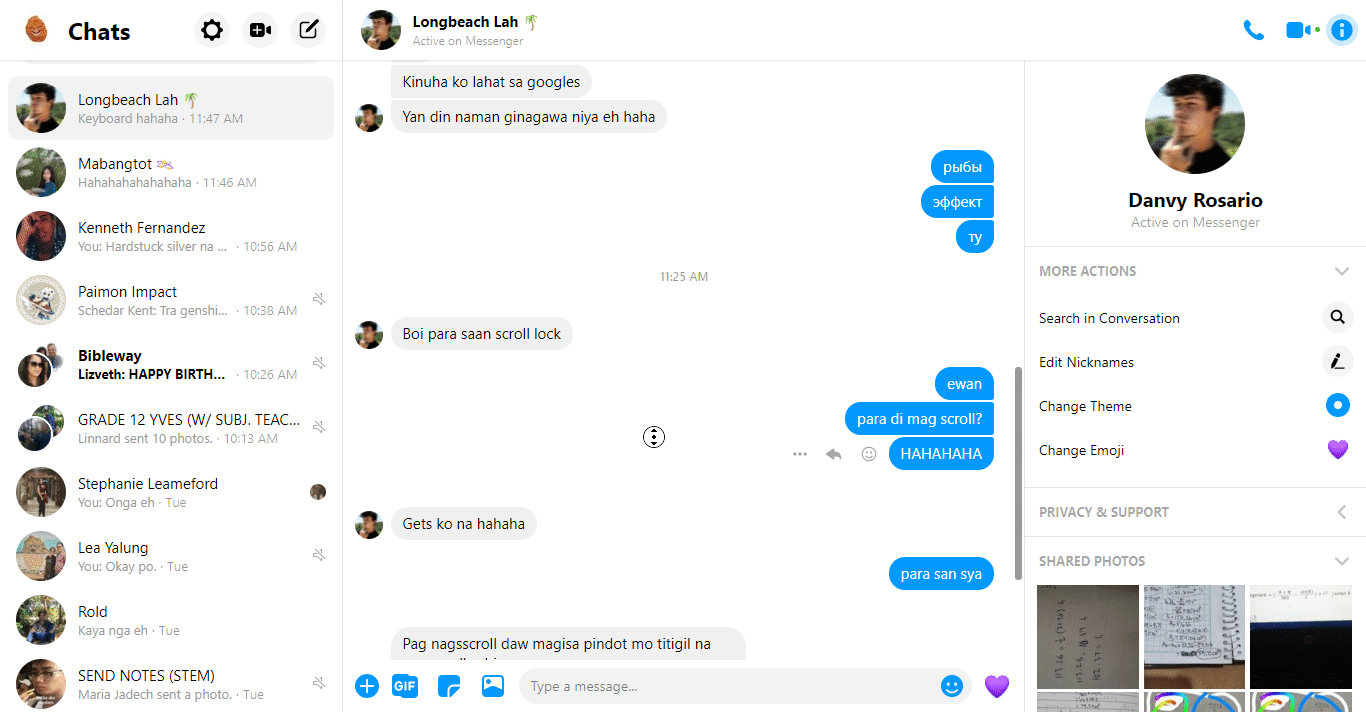 Chats
Longbeach Lah 🌴
Keyboard hahaha · 11:47 AM
Mabangtot
Hahahahahahahaha · 11:46 AM
Kenneth Fernandez
You: Hardstuck silver na ... · 10:56 AM
Paimon Impact
Schedar Kent: Tra genshi... · 10:38 AM
Bibleway
Lizveth: HAPPY BIRTH... · 10:26 AM
GRADE 12 YVES (W/ SUBJ. TEAC...
Linnard sent 10 photos. · 10:13 AM
Stephanie Leameford
You: Onga eh · Tue
Lea Yalung
You: Okay po. · Tue
Rold
Kaya nga eh · Tue
SEND NOTES (STEM)
Maria Jadech sent a photo. · Tue
Longbeach Lah 🌴
Active on Messenger
Kinuha ko lahat sa googles
Yan din naman ginagawa niya eh haha
рыбы
эффект
ту
11:25 AM
Boi para saan scroll lock
ewan
para di mag scroll?
HAHAHAHA
Gets ko na hahaha
para san sya
Pag nagsscroll daw magisa pindot mo titigil na
GIF
Type a message...
Danvy Rosario
Active on Messenger
MORE ACTIONS
Search in Conversation
Edit Nicknames
Change Theme
Change Emoji
PRIVACY & SUPPORT
SHARED PHOTOS